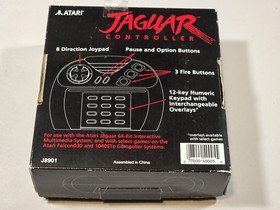 ATARI
JAGUAR
CONTROLLER
8 Direction Joypad
Pause and Option Buttons
3 Fire Buttons
12-key Numeric
Keypad with
Interchangeable
Overlays*
For use with the Atari Jaguar 64-Bit Interactive
Multimedia System; and with select games on the
Atari Falcon030 and 1040STe Computer Systems.
*overlays available
with select games
J8901
Assembled in China